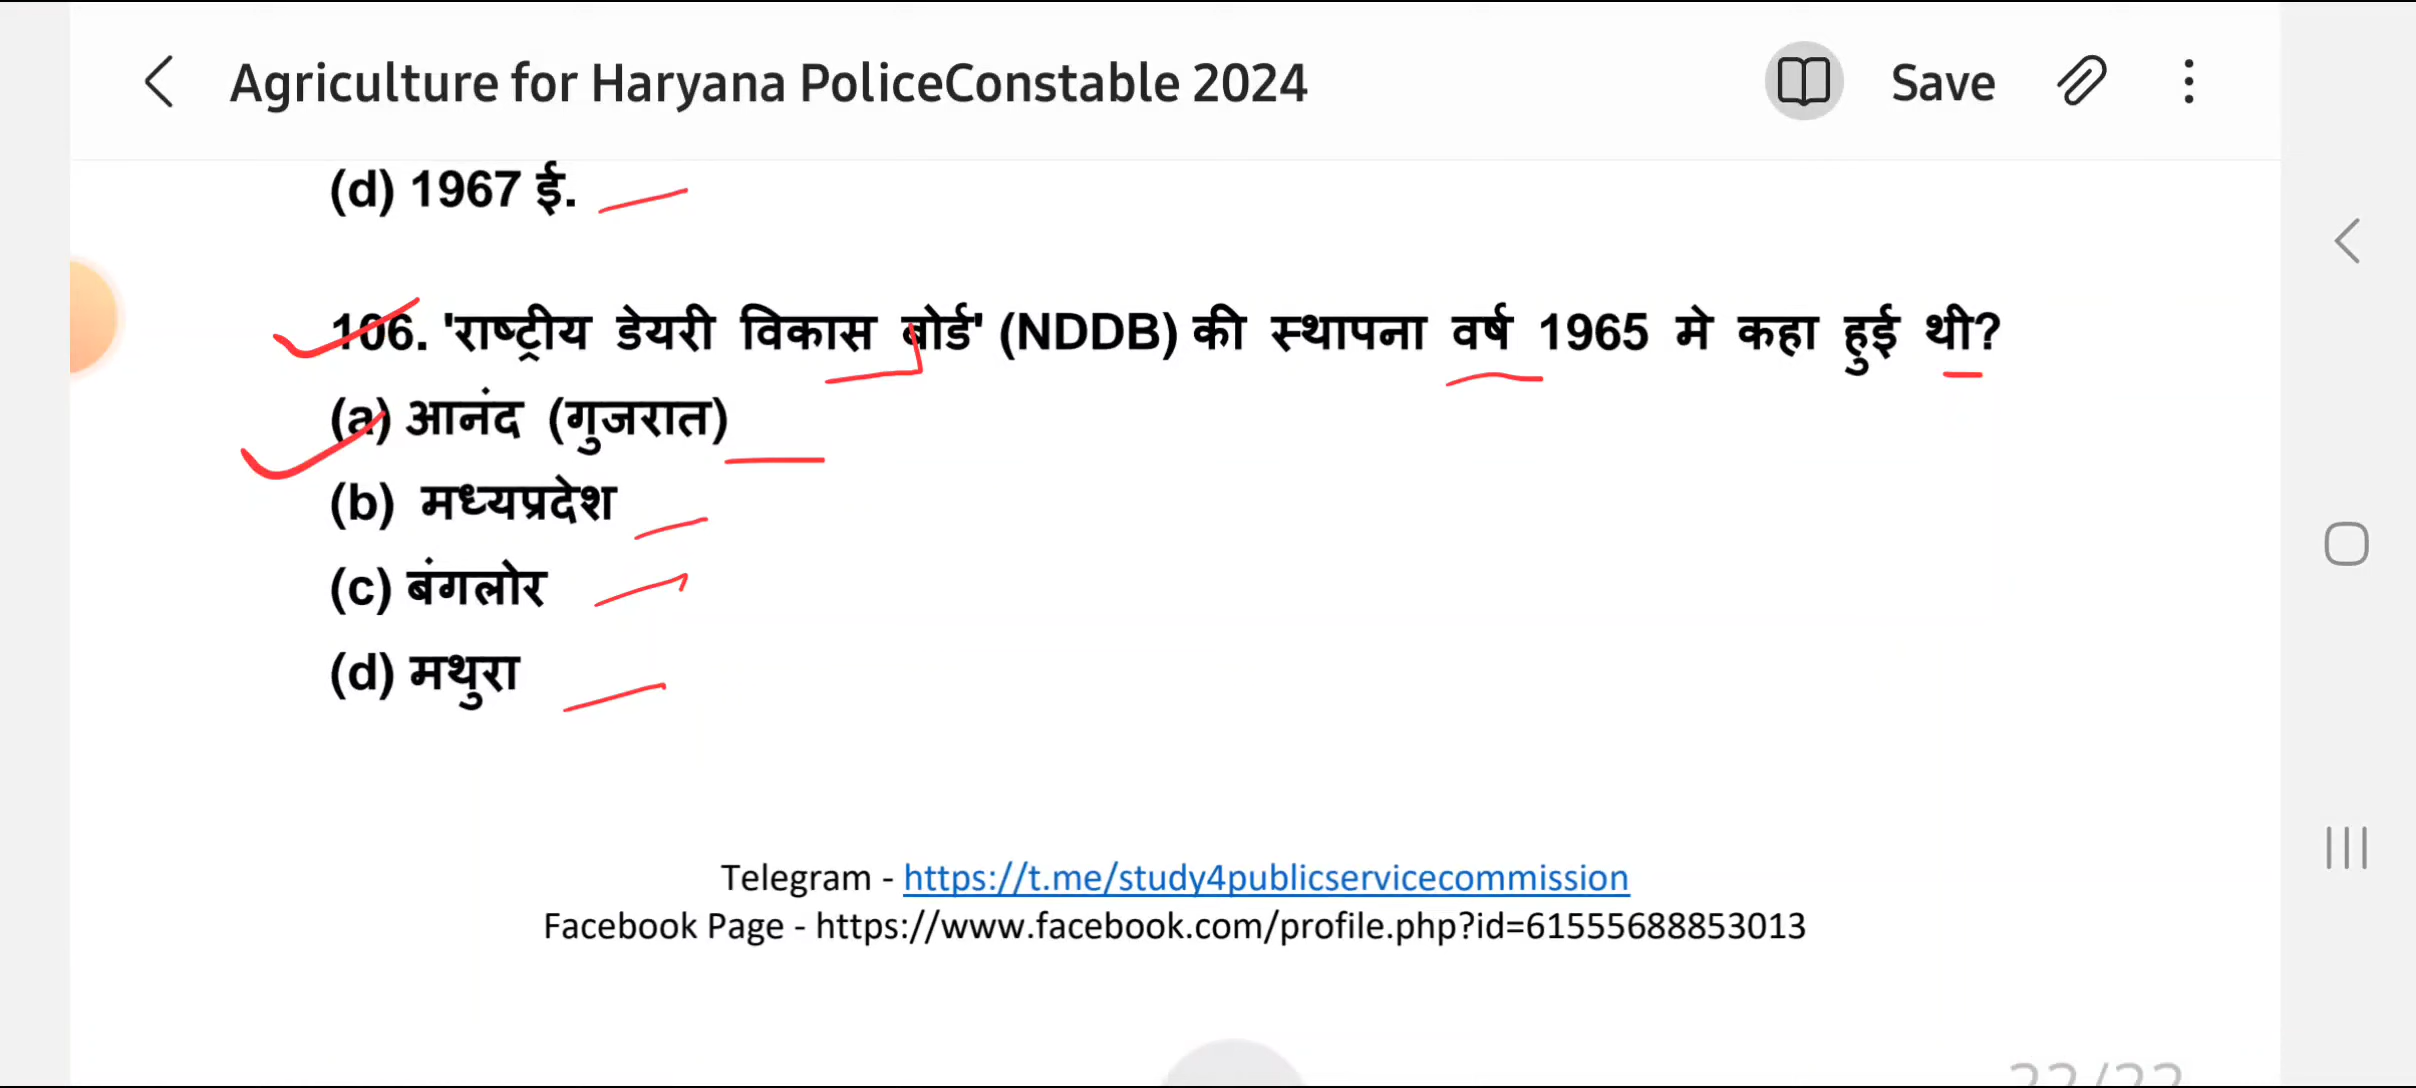 Agriculture for Haryana PoliceConstable 2024
Save
(d) 1967 ई.
106. 'राष्ट्रीय डेयरी विकास बोर्ड' (NDDB) की स्थापना वर्ष 1965 मे कहा हुई थी?
(a) आनंद (गुजरात)
(b) मध्यप्रदेश
(c) बंगलोर
(d) मथुरा
Telegram - https://t.me/study4publicservicecommission
Facebook Page - https://www.facebook.com/profile.php?id=61555688853013